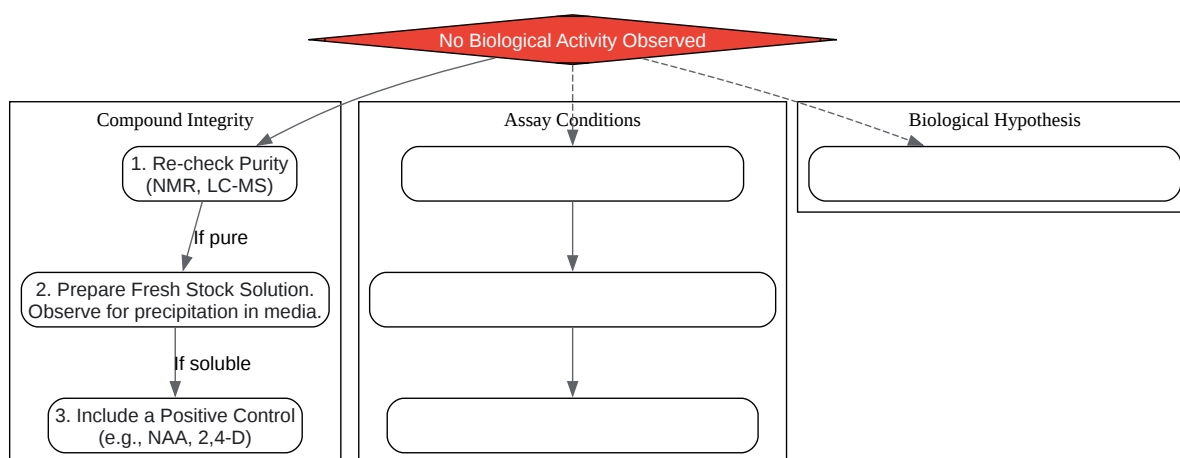 No Biological Activity Observed
Compound Integrity
1. Re-check Purity
(NMR, LC-MS)
If pure
2. Prepare Fresh Stock Solution.
Observe for precipitation in media.
If soluble
3. Include a Positive Control
(e.g., NAA, 2,4-D)
Assay Conditions
Biological Hypothesis